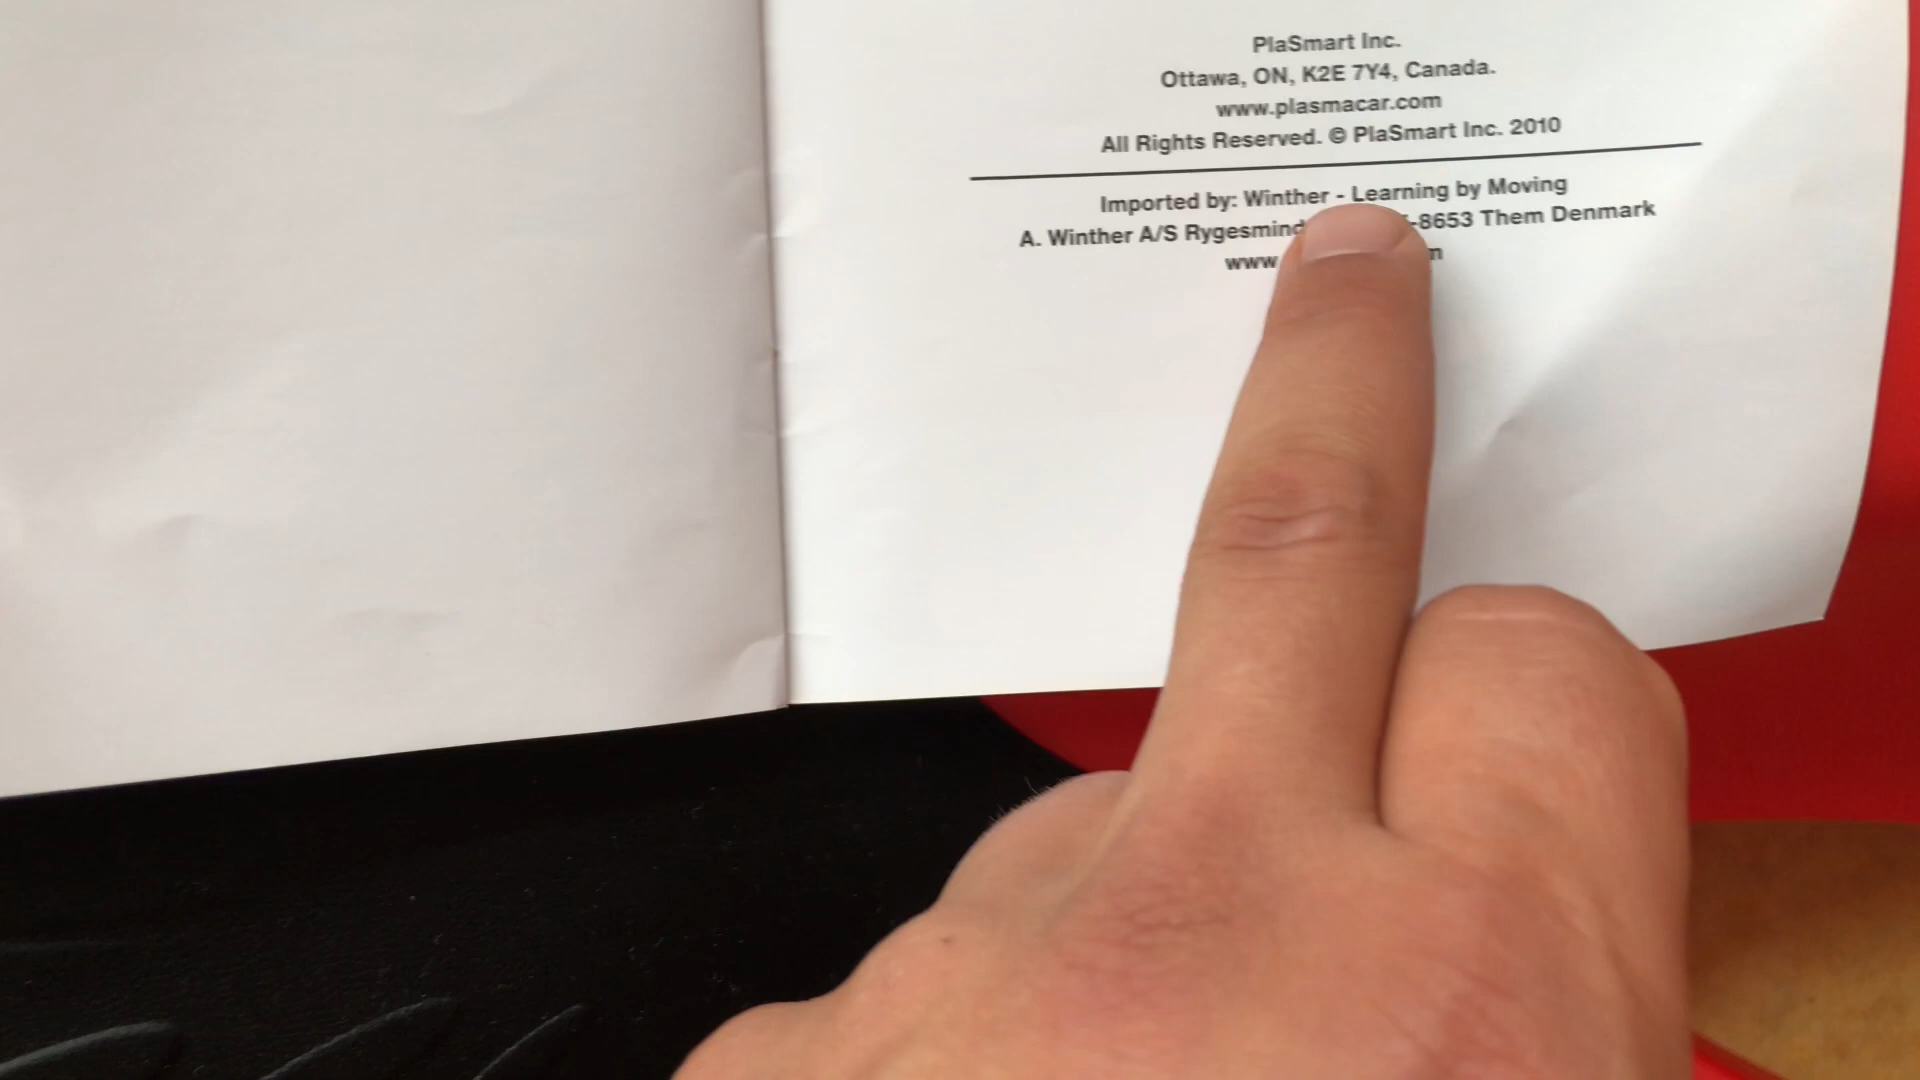 PlaSmart Inc.
Ottawa, ON, K2E 7Y4, Canada.
www.plasmacar.com
All Rights Reserved. © PlaSmart Inc. 2010
Imported by: Winther - Learning by Moving
A. Winther A/S 8653 Them Denmark
www